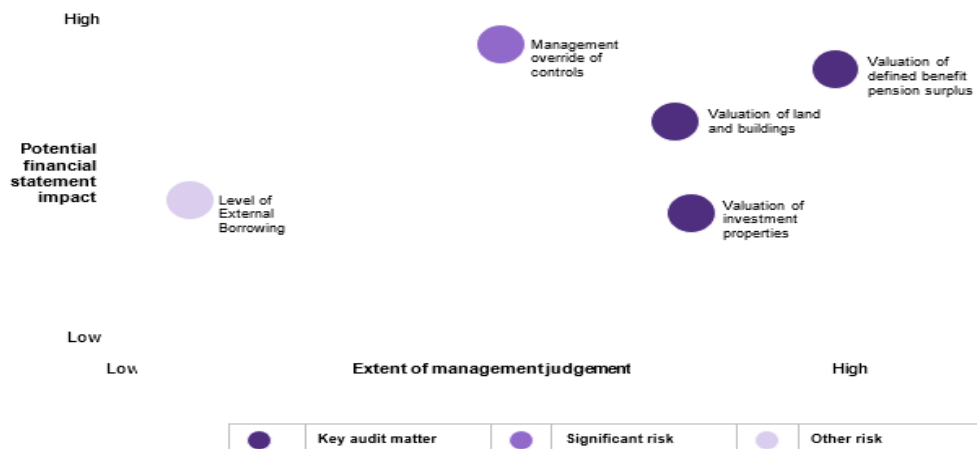 High
Management
override of
controls
Valuation of
defined benefit
pension surplus
Valuation of land
and buildings
Potential
financial
statement
impact
Level of
External
Borrowing
Valuation of
investment
properties
Low
Low
Extent of management judgement
High
Key audit matter
Significant risk
Other risk